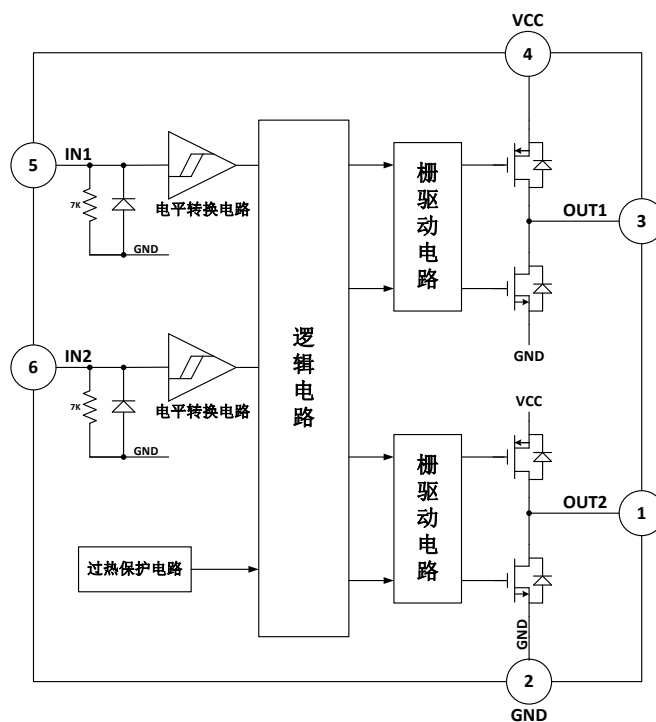 VCC
4
5
IN1
7K
GND
电平转换电路
栅驱动电路
OUT1
3
GND
逻辑电路
6
IN2
7K
GND
电平转换电路
VCC
栅驱动电路
OUT2
1
过热保护电路
GND
2
GND